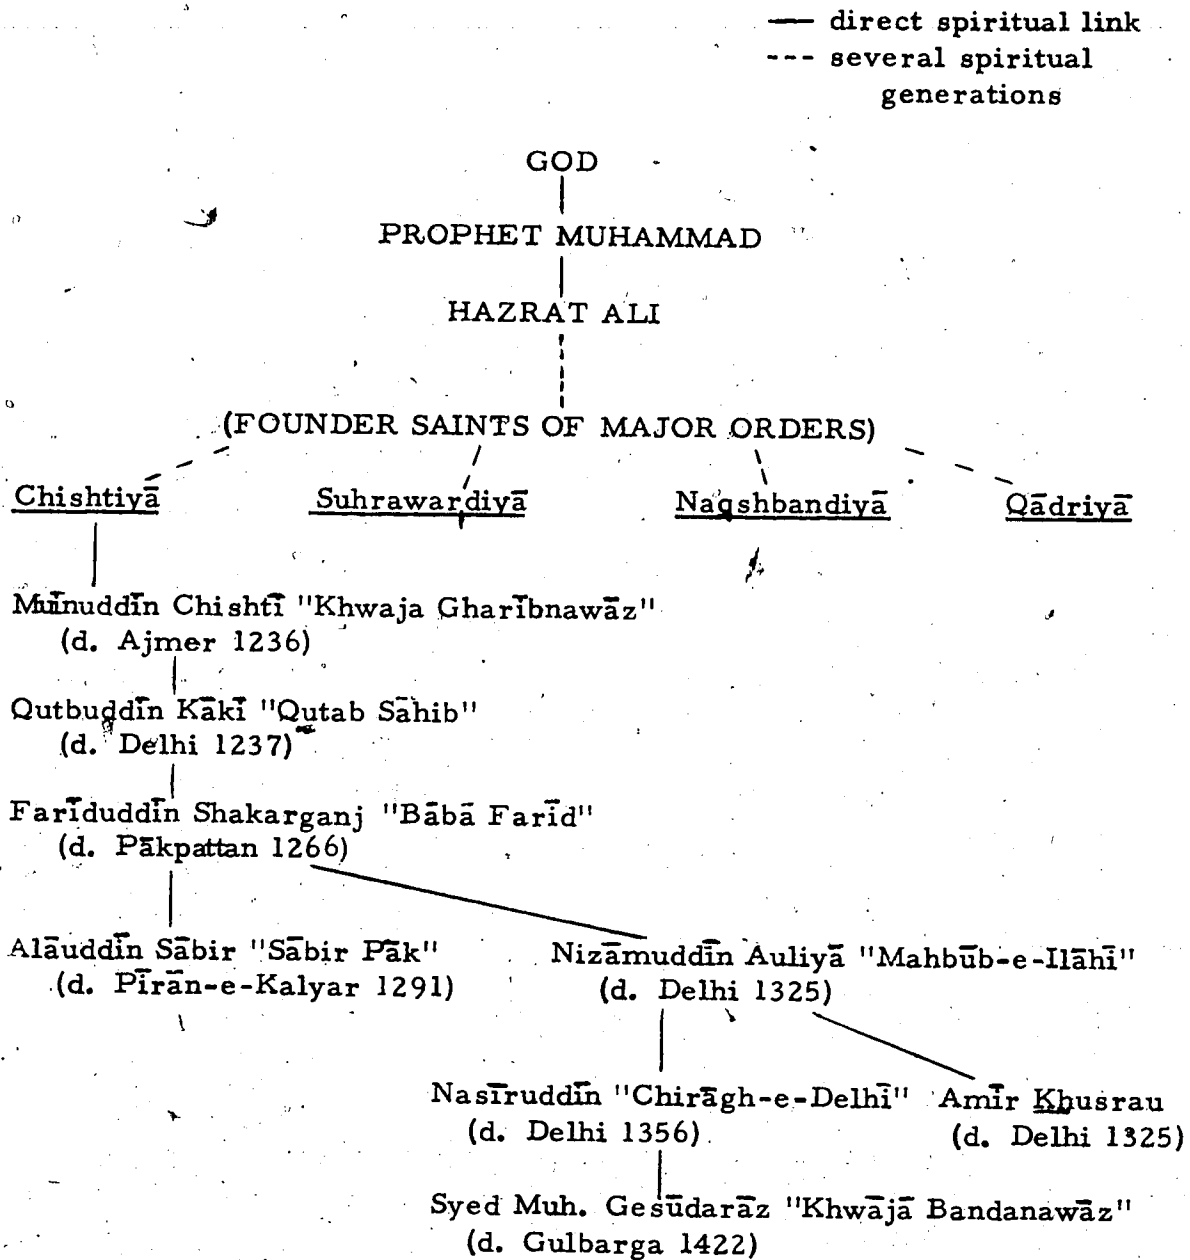 — direct spiritual link
--- several spiritual
generations
GOD
PROPHET MUHAMMAD
HAZRAT ALI
(FOUNDER SAINTS OF MAJOR ORDERS)
Chishtiyā Suhrawardiyā Naqshbandiyā Qādriyā
Muīnuddīn Chishtī "Khwaja Gharībnawāz"
(d. Ajmer 1236)
Qutbuddīn Kākī "Qutab Sāhib"
(d. Delhi 1237)
Farīduddīn Shakarganj "Bābā Farīd"
(d. Pākpattan 1266)
Alāuddīn Sābir "Sābir Pāk" Nizāmuddīn Auliyā "Mahbūb-e-Ilāhī"
(d. Pīrān-e-Kalyar 1291) (d. Delhi 1325)
Nasīruddīn "Chirāgh-e-Delhī" Amīr Khusrau
(d. Delhi 1356) (d. Delhi 1325)
Syed Muh. Gesūdarāz "Khwājā Bandanawāz"
(d. Gulbarga 1422)